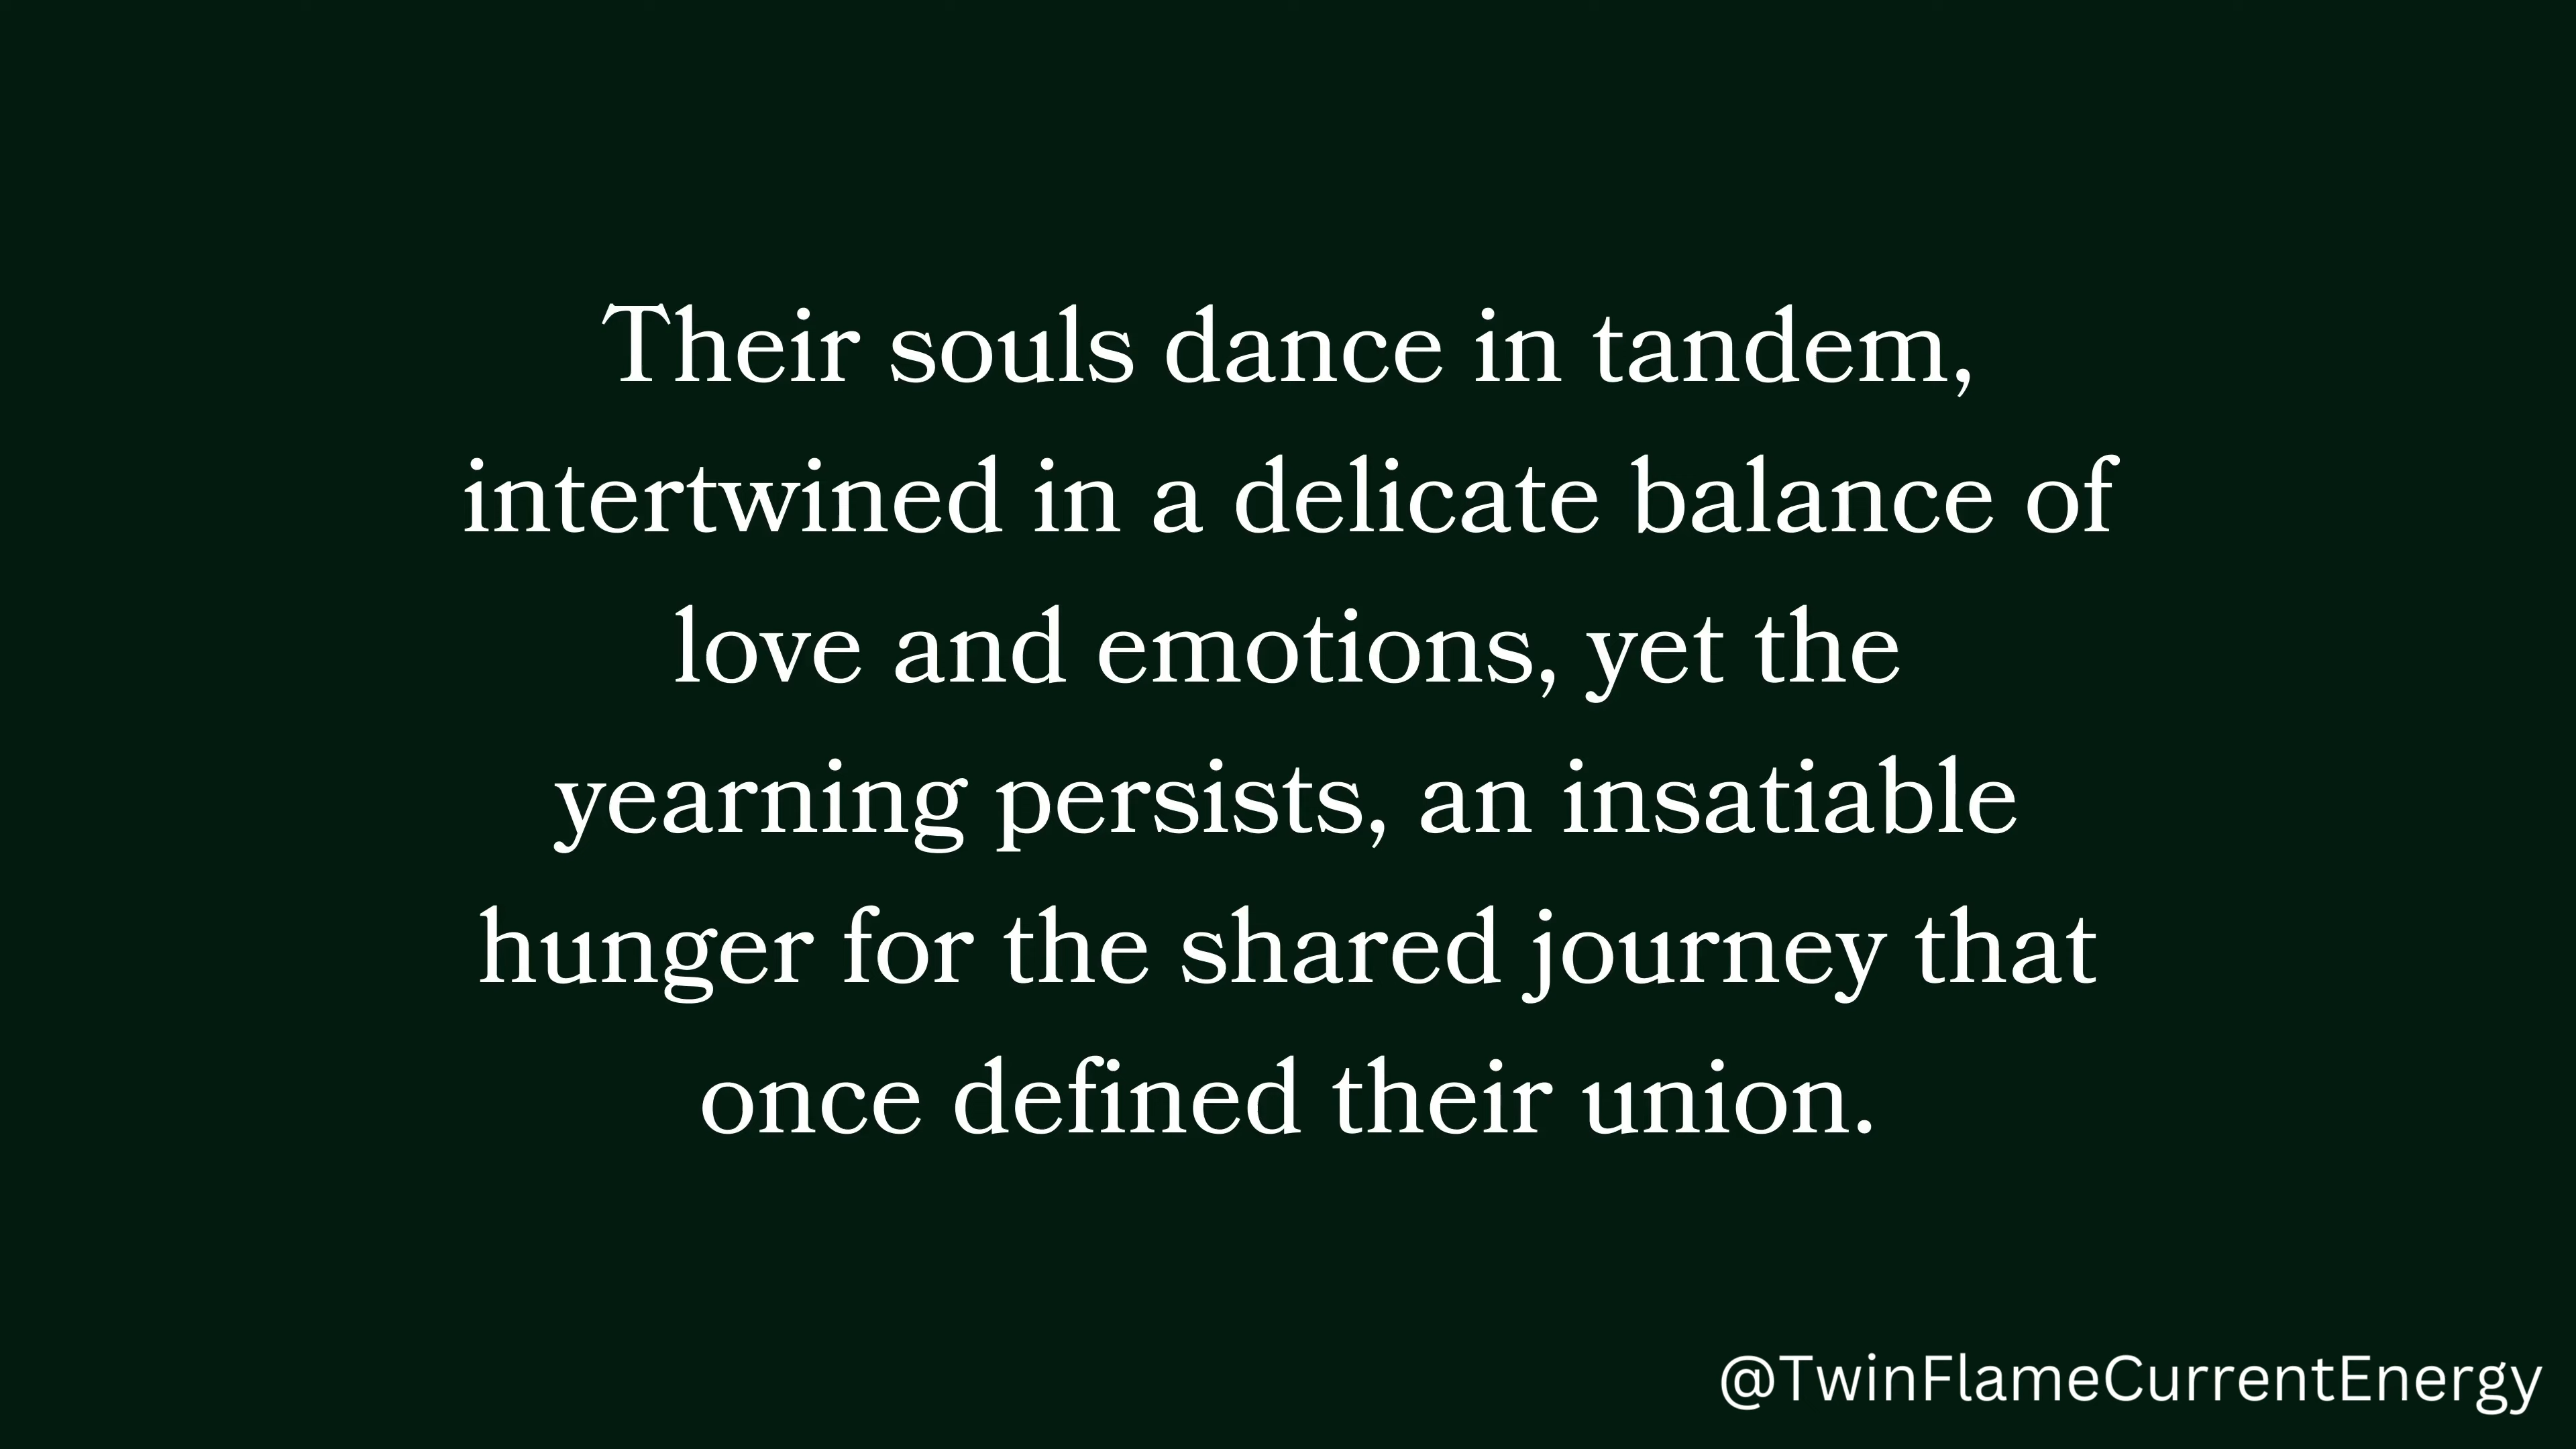 Their souls dance in tandem,
intertwined in a delicate balance of
love and emotions, yet the
yearning persists, an insatiable
hunger for the shared journey that
once defined their union.
@TwinFlameCurrentEnergy